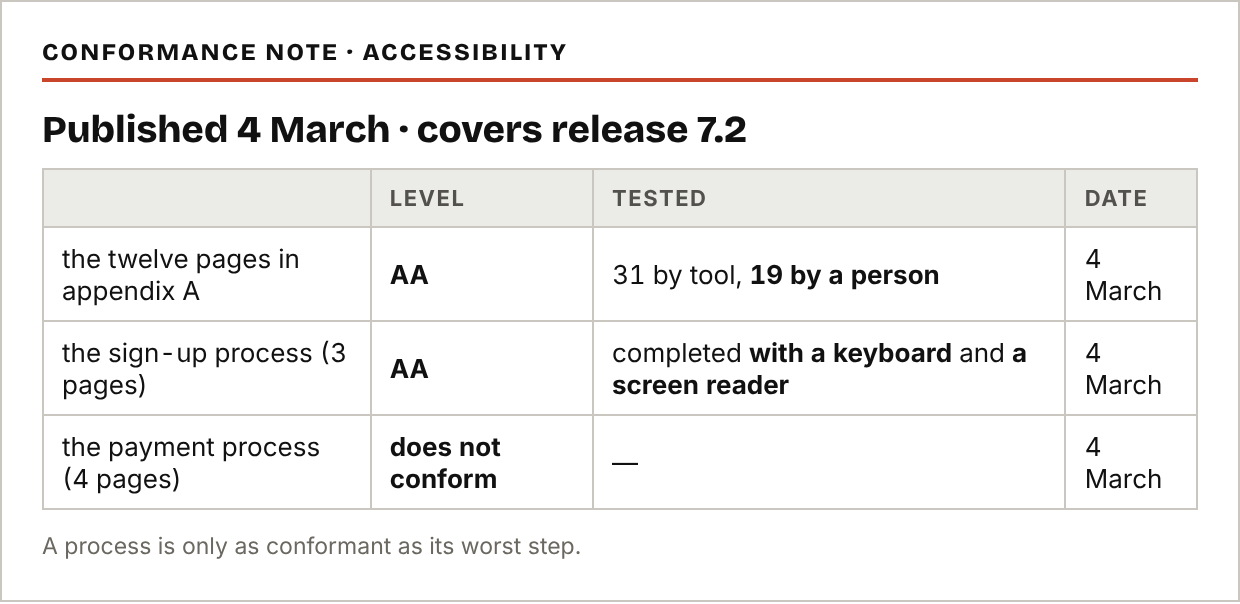 CONFORMANCE NOTE · ACCESSIBILITY
Published 4 March · covers release 7.2
LEVEL TESTED DATE
the twelve pages in
appendix A
AA
31 by tool, 19 by a person
4
March
the sign-up process (3
pages)
AA
completed with a keyboard and a
screen reader
4
March
the payment process
(4 pages)
does not
conform
—
4
March
A process is only as conformant as its worst step.